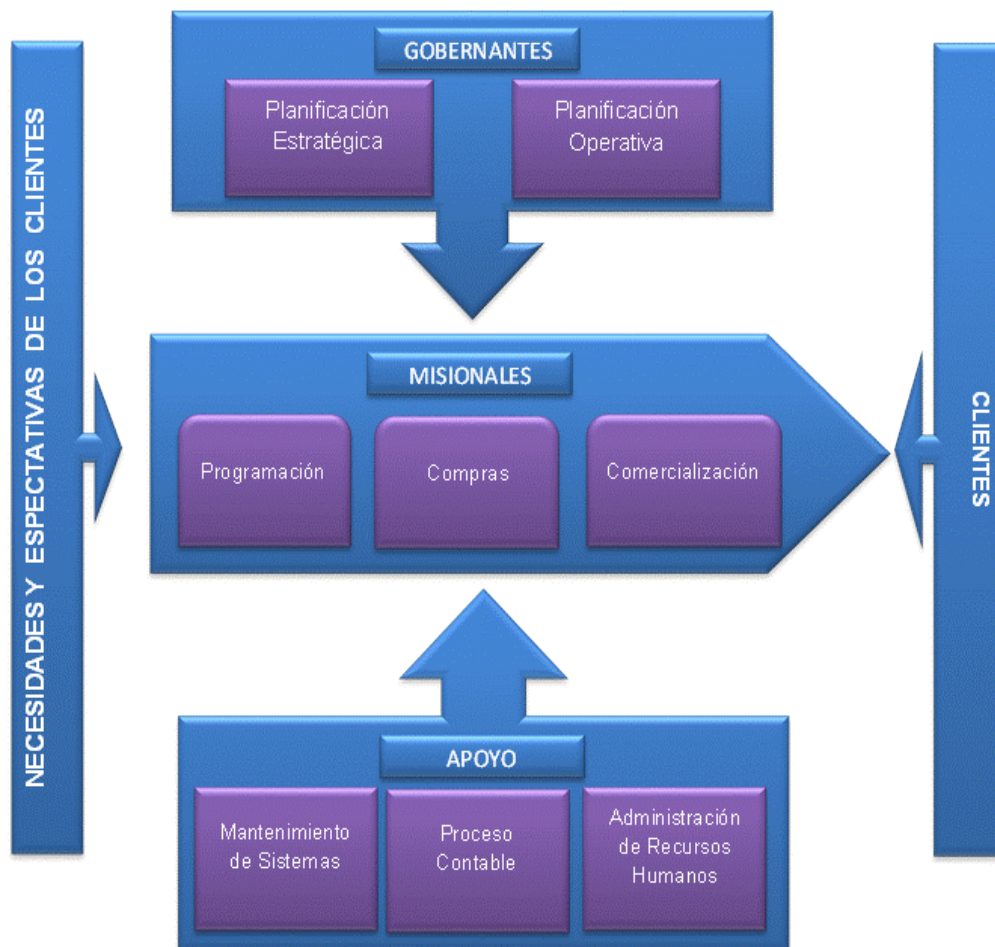 NECESIDADES Y ESPECTATIVAS DE LOS CLIENTES
GOBERNANTES
Planificación
Estratégica
Planificación
Operativa
MISIONALES
Programación
Compras
Comercialización
CLIENTES
APOYO
Mantenimiento
de Sistemas
Proceso
Contable
Administración
de Recursos
Humanos